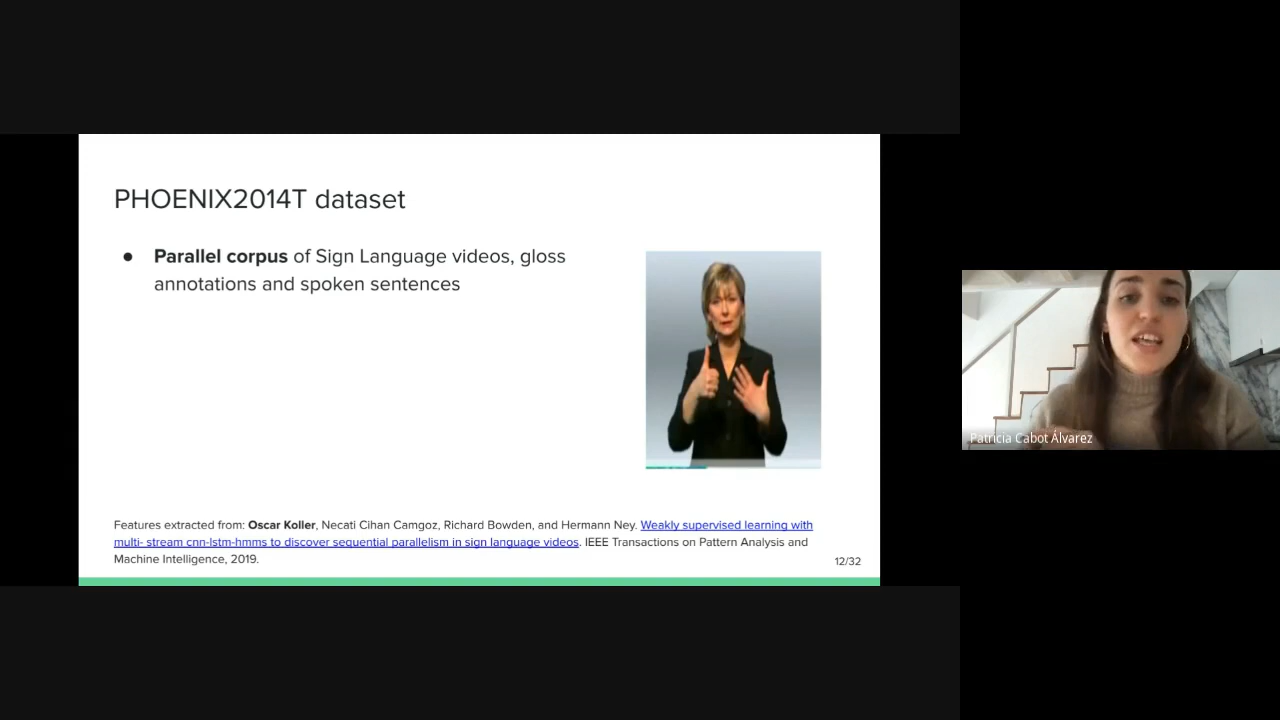 PHOENIX2014T dataset
● Parallel corpus of Sign Language videos, gloss
annotations and spoken sentences
Features extracted from: Oscar Koller, Necati Cihan Camgoz, Richard Bowden, and Hermann Ney. Weakly supervised learning with
multi- stream cnn-lstm-hmms to discover sequential parallelism in sign language videos. IEEE Transactions on Pattern Analysis and
Machine Intelligence, 2019.
12/32
Patricia Cabot Álvarez